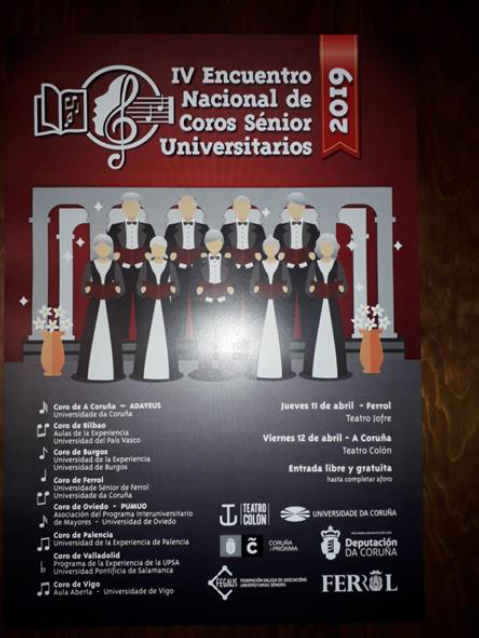 IV Encuentro
Nacional de
Coros Sénior
Universitarios
2019
Coro de A Coruña – ADAYEUS
Universidade da Coruña
Coro de Bilbao
Aulas de la Experiencia
Universidad del País Vasco
Coro de Burgos
Universidad de la Experiencia
Universidad de Burgos
Coro de Ferrol
Universidade Sénior de Ferrol
Universidade da Coruña
Coro de Oviedo - PUMUO
Asociación del Programa Interuniversitario
de Mayores - Universidad de Oviedo
Coro de Palencia
Universidad de la Experiencia de Palencia
Coro de Valladolid
Programa de la Experiencia de la UPSA
Universidad Pontificia de Salamanca
Coro de Vigo
Aula Aberta - Universidade de Vigo
Jueves 11 de abril - Ferrol
Teatro Jofre
Viernes 12 de abril - A Coruña
Teatro Colón
Entrada libre y gratuita
hasta completar aforo
TEATRO
COLÓN
UNIVERSIDADE DA CORUÑA
CORUÑA
PRÓXIMA
Deputación
DA CORUÑA
FEGAUS
FEDERACIÓN GALEGA DE ASOCIACIÓNS
UNIVERSITARIAS SÉNIORS
FERROL